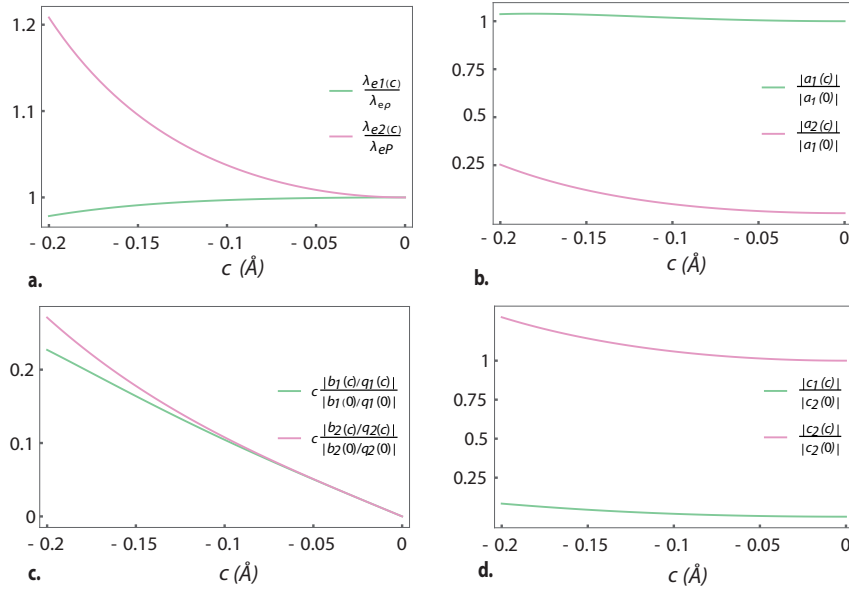 1.2
1.1
1
λe1(c)
λeρ
λe2(c)
λeP
- 0.2
- 0.15
- 0.1
- 0.05
0
c (Å)
a.
1
0.75
0.5
0.25
|a1(c)|
|a1(0)|
|a2(c)|
|a1(0)|
- 0.2
- 0.15
- 0.1
- 0.05
0
c (Å)
b.
0.2
0.1
0
c |b1(c)/q1(c)|
|b1(0)/q1(0)|
c |b2(c)/q2(c)|
|b2(0)/q2(0)|
- 0.2
- 0.15
- 0.1
- 0.05
0
c (Å)
c.
1
0.75
0.5
0.25
|c1(c)|
|c2(0)|
|c2(c)|
|c2(0)|
- 0.2
- 0.15
- 0.1
- 0.05
0
c (Å)
d.